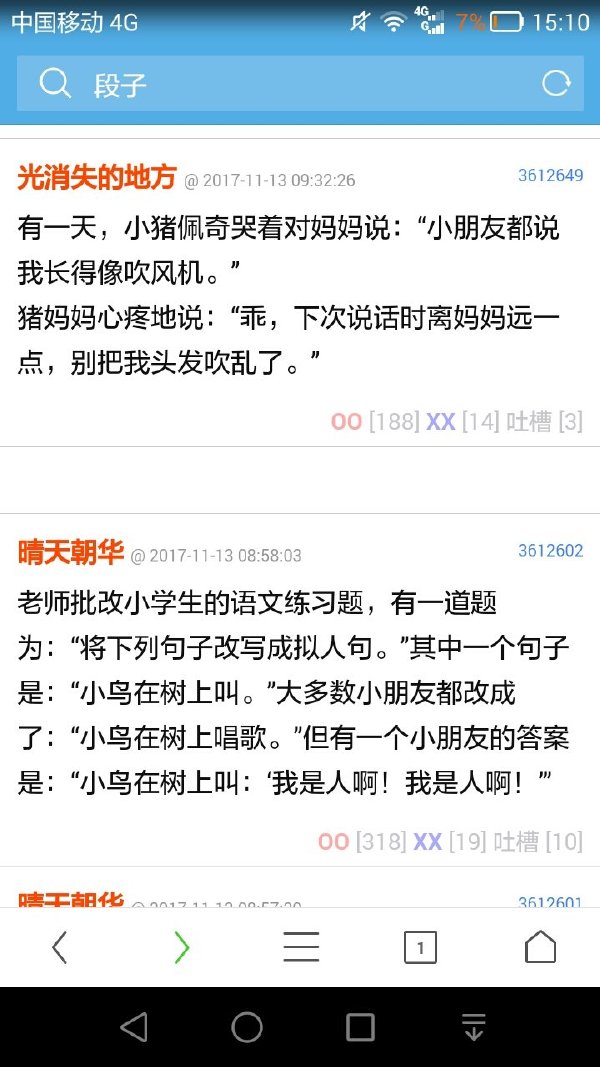 中国移动 4G 4G G 7% 15:10
段子
光消失的地方 @ 2017-11-13 09:32:26 3612649
有一天，小猪佩奇哭着对妈妈说：“小朋友都说
我长得像吹风机。”
猪妈妈心疼地说：“乖，下次说话时离妈妈远一
点，别把我头发吹乱了。”
OO [188] XX [14] 吐槽 [3]
晴天朝华 @ 2017-11-13 08:58:03 3612602
老师批改小学生的语文练习题，有一道题
为：“将下列句子改写成拟人句。”其中一个句子
是：“小鸟在树上叫。”大多数小朋友都改成
了：“小鸟在树上唱歌。”但有一个小朋友的答案
是：“小鸟在树上叫：‘我是人啊！我是人啊！’”
OO [318] XX [19] 吐槽 [10]
晴天朝华 @ 2017-11-13 08:57:39 3612601
1